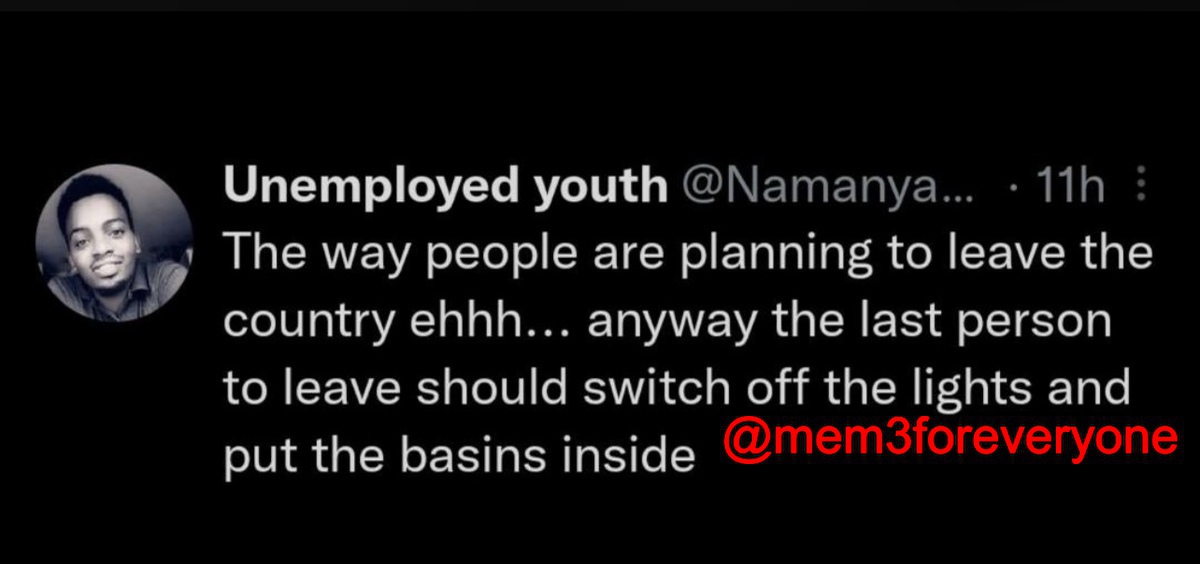 Unemployed youth @Namanya... · 11h
The way people are planning to leave the
country ehhh... anyway the last person
to leave should switch off the lights and
put the basins inside
@mem3foreveryone